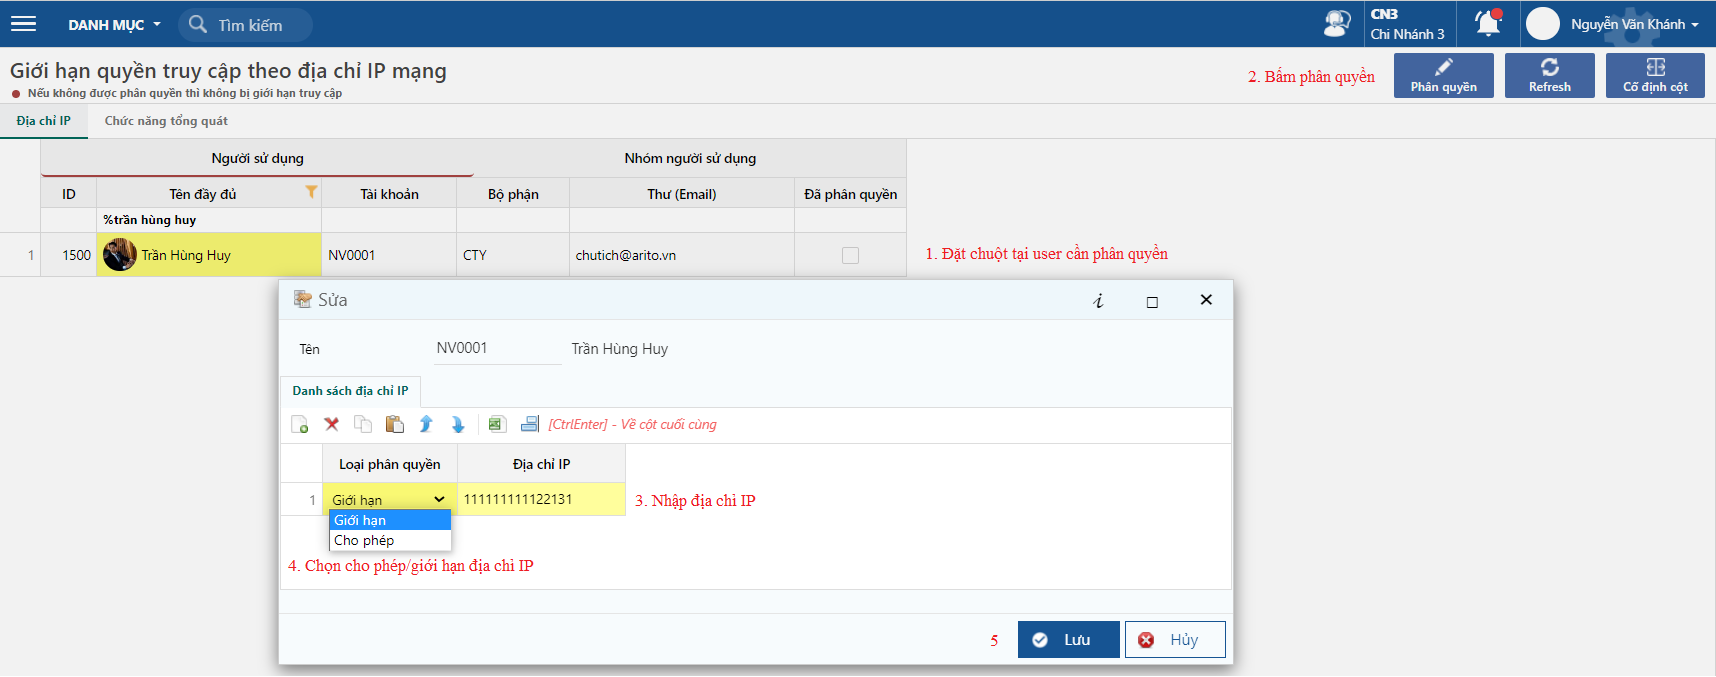 DANH MỤC
Tìm kiếm
CN3
Chi Nhánh 3
Nguyễn Văn Khánh
Giới hạn quyền truy cập theo địa chỉ IP mạng
Nếu không được phân quyền thì không bị giới hạn truy cập
2. Bấm phân quyền
Phân quyền
Refresh
Cố định cột
Địa chỉ IP
Chức năng tổng quát
Người sử dụng
Nhóm người sử dụng
ID
Tên đầy đủ
Tài khoản
Bộ phận
Thư (Email)
Đã phân quyền
%trần hùng huy
1
1500
Trần Hùng Huy
NV0001
CTY
chutich@arito.vn
1. Đặt chuột tại user cần phân quyền
Sửa
i
Tên
NV0001
Trần Hùng Huy
Danh sách địa chỉ IP
[CtrlEnter] - Về cột cuối cùng
Loại phân quyền
Địa chỉ IP
1
Giới hạn
111111111122131
3. Nhập địa chỉ IP
Giới hạn
Cho phép
4. Chọn cho phép/giới hạn địa chỉ IP
5
Lưu
Hủy